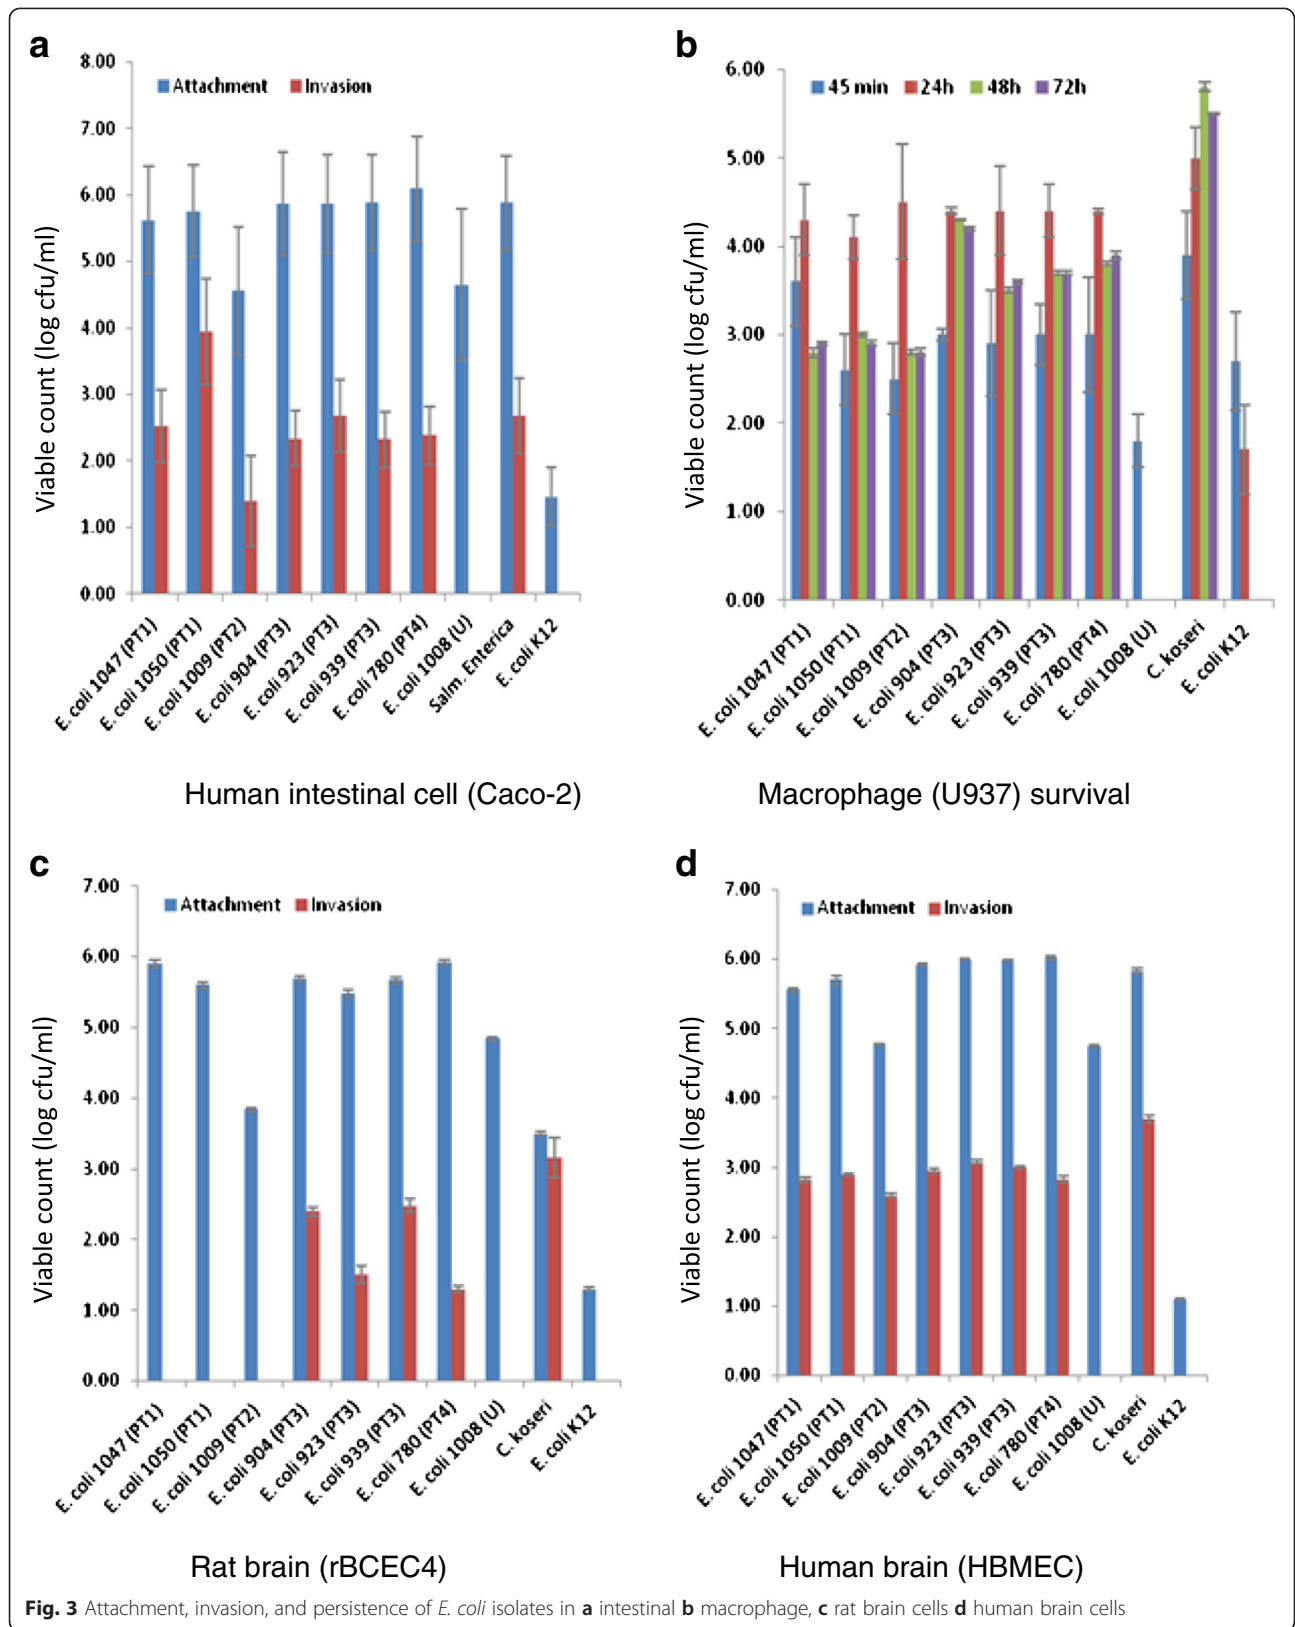 a
8.00
7.00
6.00
5.00
4.00
3.00
2.00
1.00
0.00
Viable count (log cfu/ml)
Attachment Invasion
E. coli 1047 (PT1)
E. coli 1050 (PT1)
E. coli 1009 (PT2)
E. coli 904 (PT3)
E. coli 923 (PT3)
E. coli 939 (PT3)
E. coli 780 (PT4)
E. coli 1008 (U)
Salm. Enterica
E. coli K12
Human intestinal cell (Caco-2)
b
6.00
5.00
4.00
3.00
2.00
1.00
0.00
Viable count (log cfu/ml)
45 min 24h 48h 72h
E. coli 1047 (PT1)
E. coli 1050 (PT1)
E. coli 1009 (PT2)
E. coli 904 (PT3)
E. coli 923 (PT3)
E. coli 939 (PT3)
E. coli 780 (PT4)
E. coli 1008 (U)
C. koseri
E. coli K12
Macrophage (U937) survival
c
7.00
6.00
5.00
4.00
3.00
2.00
1.00
0.00
Viable count (log cfu/ml)
Attachment Invasion
E. coli 1047 (PT1)
E. coli 1050 (PT1)
E. coli 1009 (PT2)
E. coli 904 (PT3)
E. coli 923 (PT3)
E. coli 939 (PT3)
E. coli 780 (PT4)
E. coli 1008 (U)
C. koseri
E. coli K12
Rat brain (rBCEC4)
d
7.00
6.00
5.00
4.00
3.00
2.00
1.00
0.00
Viable count (log cfu/ml)
Attachment Invasion
E. coli 1047 (PT1)
E. coli 1050 (PT1)
E. coli 1009 (PT2)
E. coli 904 (PT3)
E. coli 923 (PT3)
E. coli 939 (PT3)
E. coli 780 (PT4)
E. coli 1008 (U)
C. koseri
E. coli K12
Human brain (HBMEC)
Fig. 3 Attachment, invasion, and persistence of E. coli isolates in a intestinal b macrophage, c rat brain cells d human brain cells